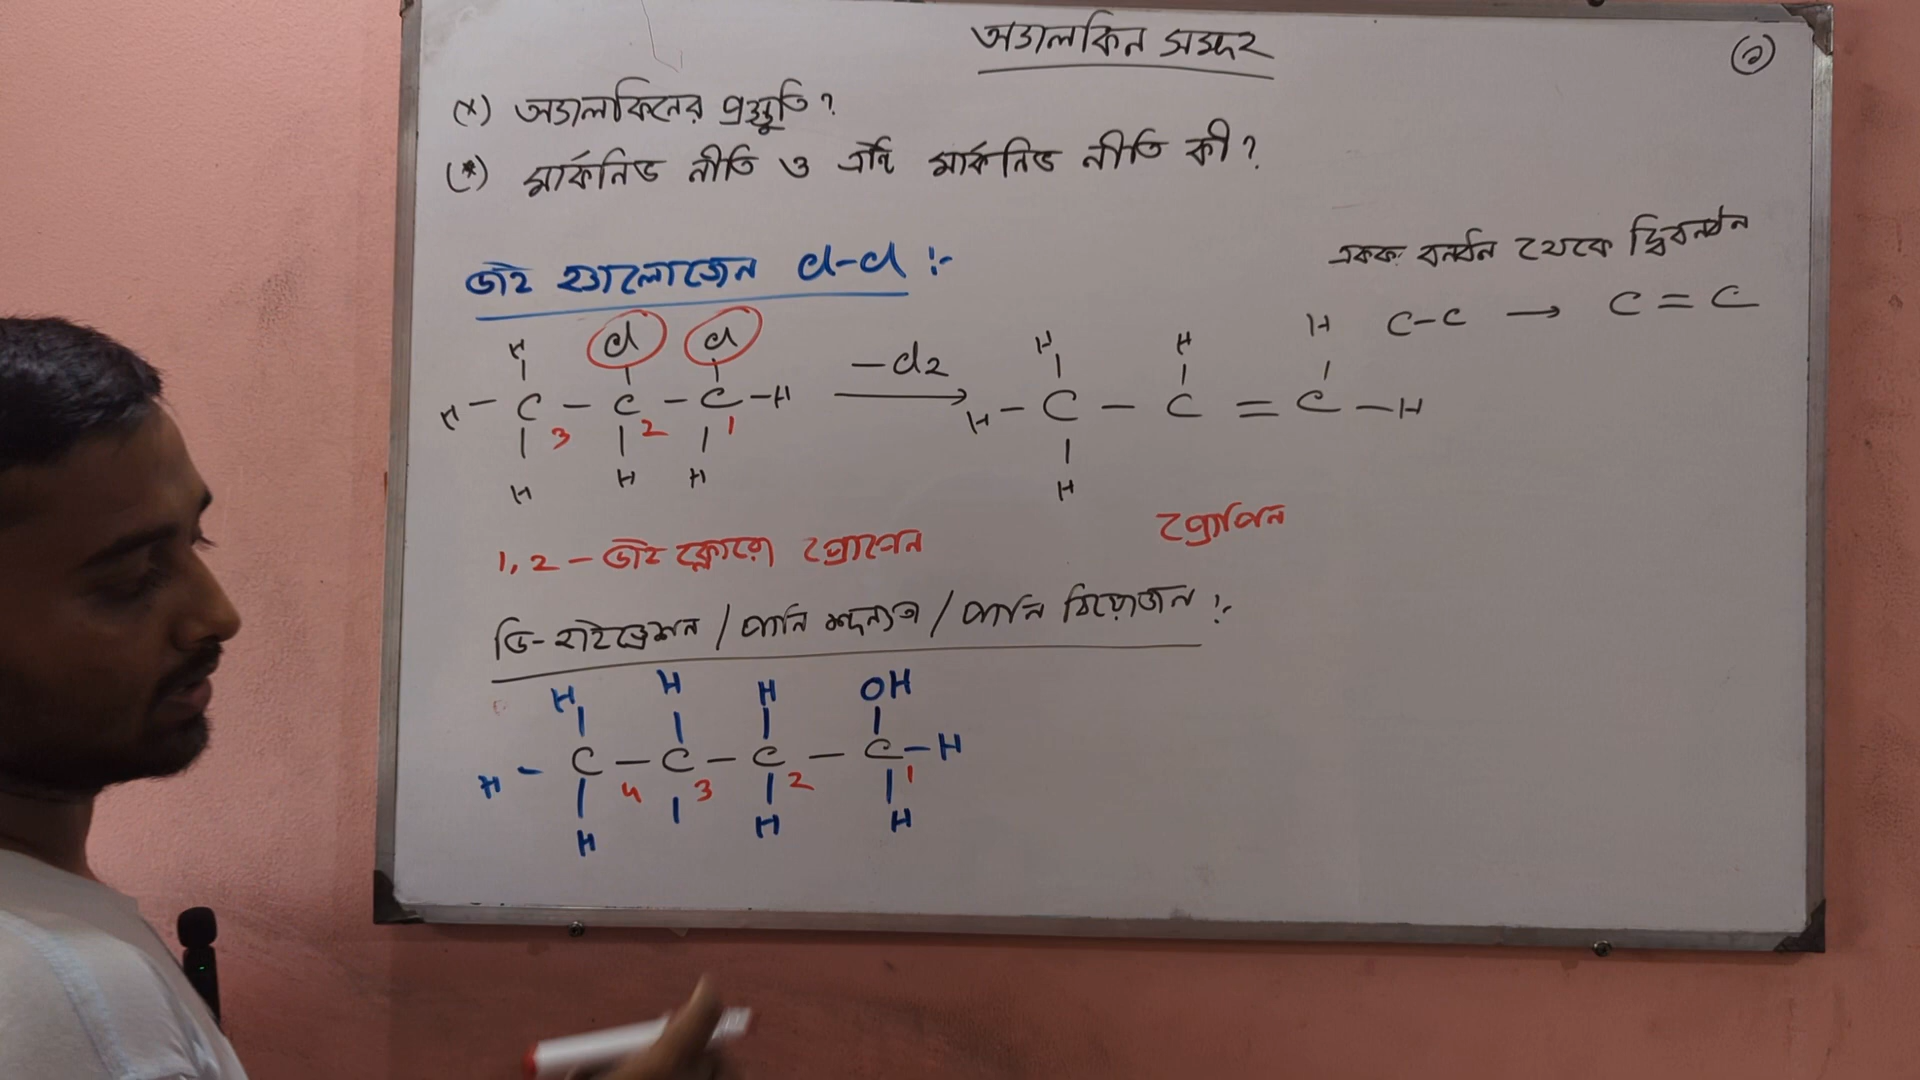 অ্যালকিন সমূহ
(১)
(*) অ্যালকিনের প্রস্তুতি?
(*) মার্কনিভ নীতি ও এন্টি মার্কনিভ নীতি কী?
একক বন্ধন থেকে দ্বিবন্ধন
C-C → C=C
ডাই হ্যালোজেন Cl-Cl :-
H Cl Cl H H H
H-C-C-C-H -Cl2 → H-C-C=C-H
3 2 1
H H H H
1, 2 - ডাই ক্লোরো প্রোপেন প্রোপিন
ডি-হাইড্রেশন / পানি শূন্যতা / পানি বিয়োজন :-
H H H OH
H-C-C-C-C-H
4 3 2 1
H H H